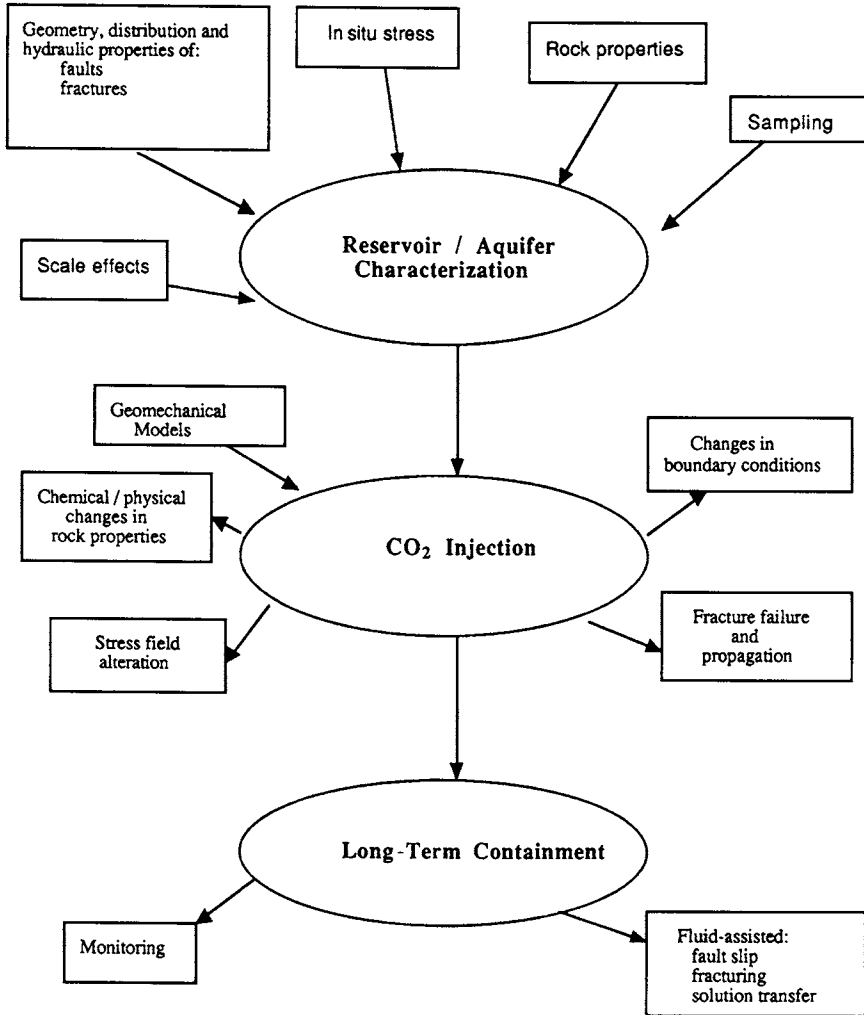 Geometry, distribution and
hydraulic properties of:
faults
fractures
In situ stress
Rock properties
Sampling
Reservoir / Aquifer
Characterization
Scale effects
Geomechanical
Models
Changes in
boundary conditions
Chemical / physical
changes in
rock properties
CO₂ Injection
Stress field
alteration
Fracture failure
and
propagation
Long-Term Containment
Monitoring
Fluid-assisted:
fault slip
fracturing
solution transfer